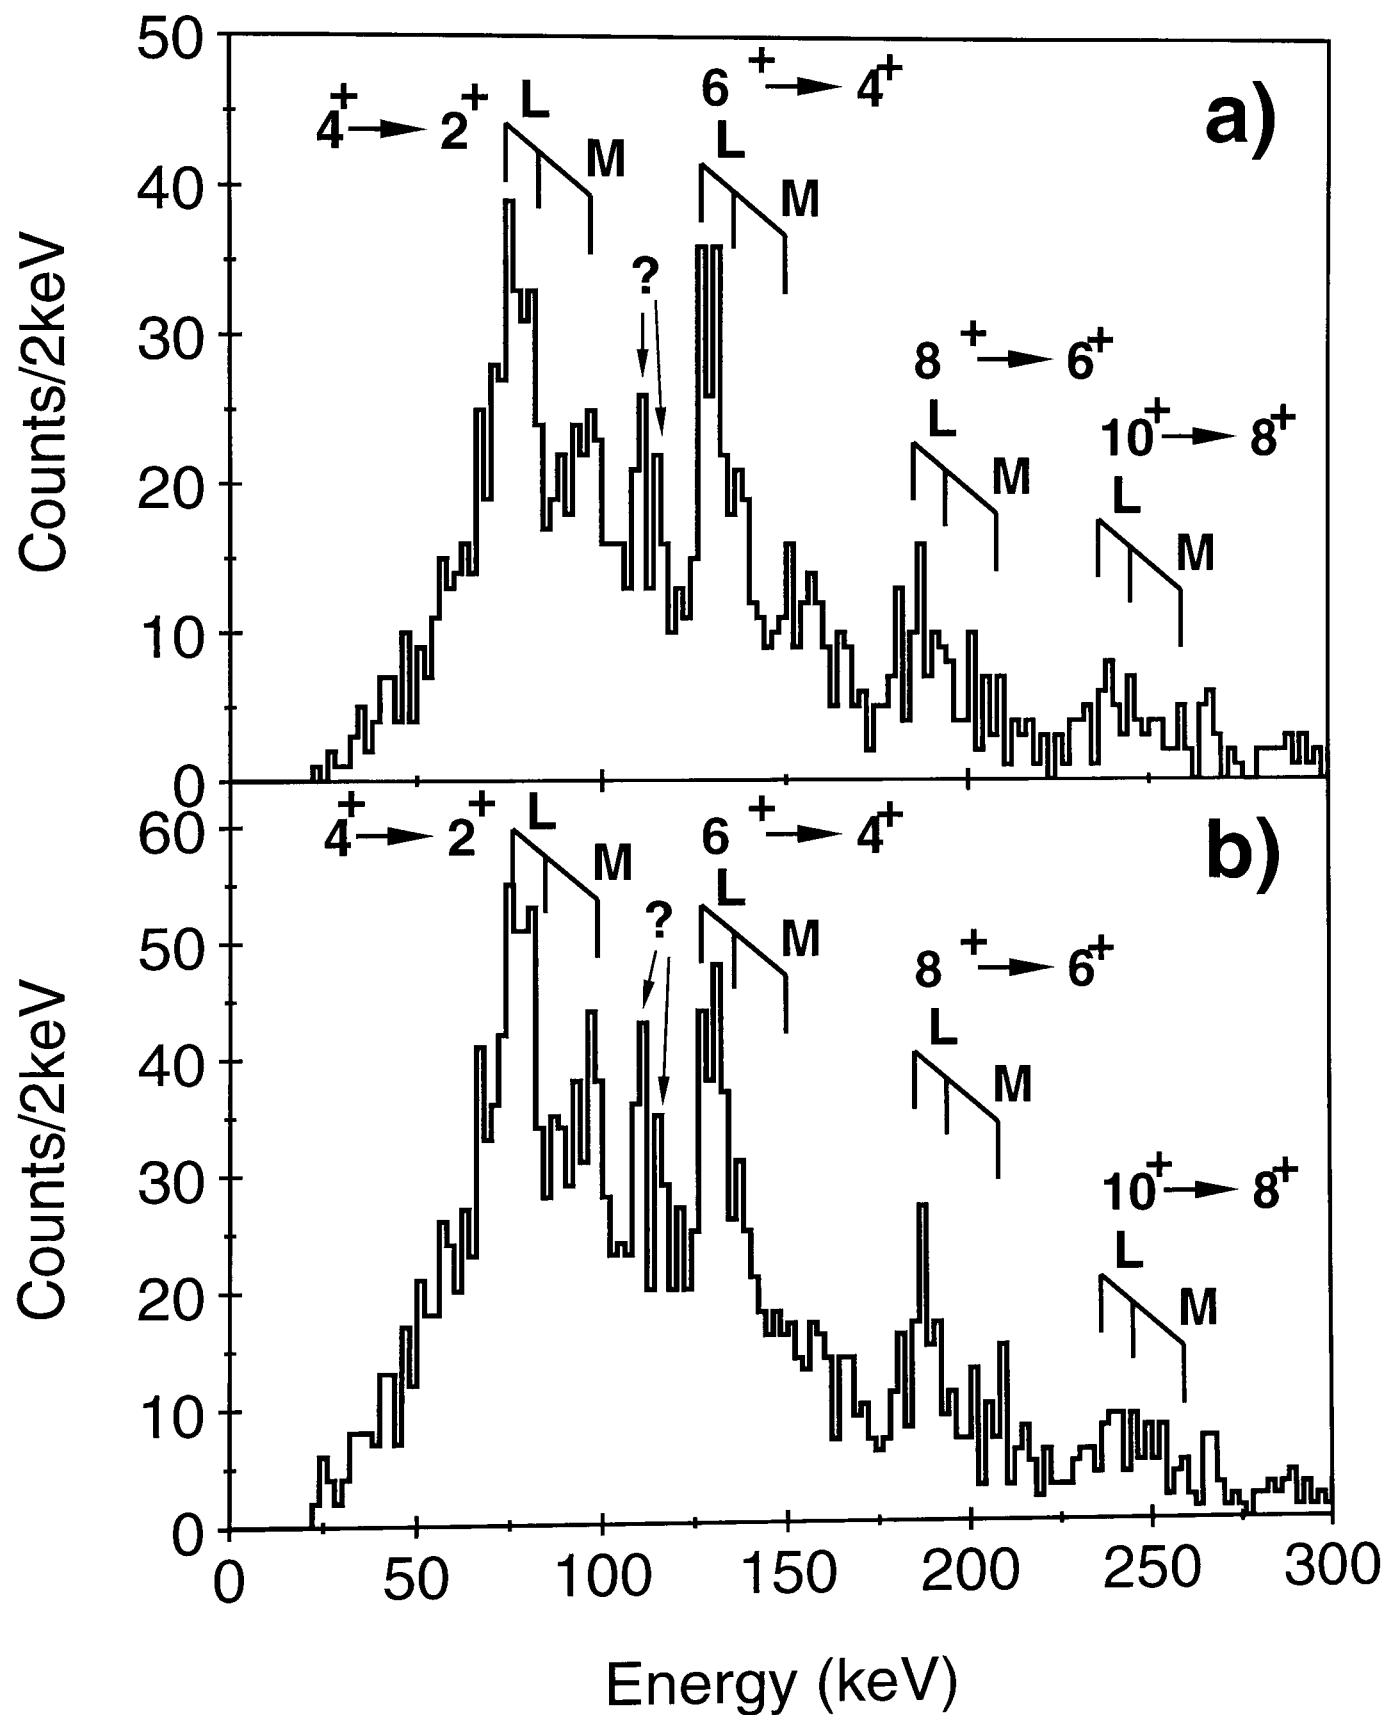 50
40
30
20
10
0
Counts/2keV
a)
4+ → 2+ L M
6+ → 4+
L
M
?
8+ → 6+
L
M
10+ → 8+
L
M
60
50
40
30
20
10
0
Counts/2keV
b)
4+ → 2+ L M
6+ → 4+
L
M
?
8+ → 6+
L
M
10+ → 8+
L
M
0 50 100 150 200 250 300
Energy (keV)